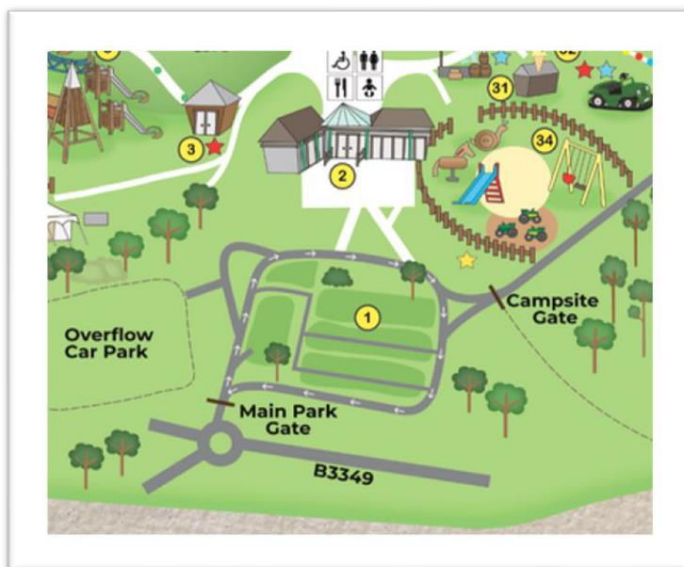 31
34
3
2
1
Campsite
Gate
Overflow
Car Park
Main Park
Gate
B3349